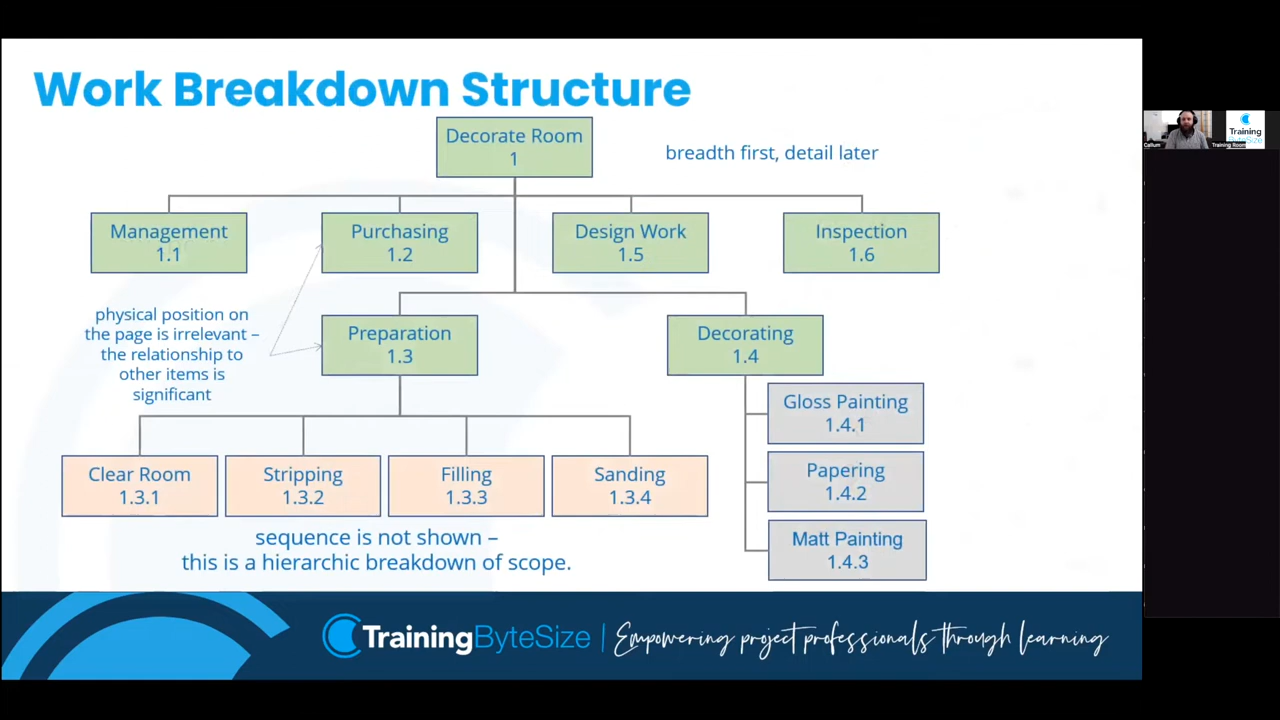 Work Breakdown Structure
Decorate Room
1
breadth first, detail later
Management
1.1
Purchasing
1.2
Design Work
1.5
Inspection
1.6
physical position on
the page is irrelevant –
the relationship to
other items is
significant
Preparation
1.3
Decorating
1.4
Gloss Painting
1.4.1
Papering
1.4.2
Matt Painting
1.4.3
Clear Room
1.3.1
Stripping
1.3.2
Filling
1.3.3
Sanding
1.3.4
sequence is not shown –
this is a hierarchic breakdown of scope.
TrainingByteSize | Empowering project professionals through learning
Training
ByteSize
Callum
Training Room